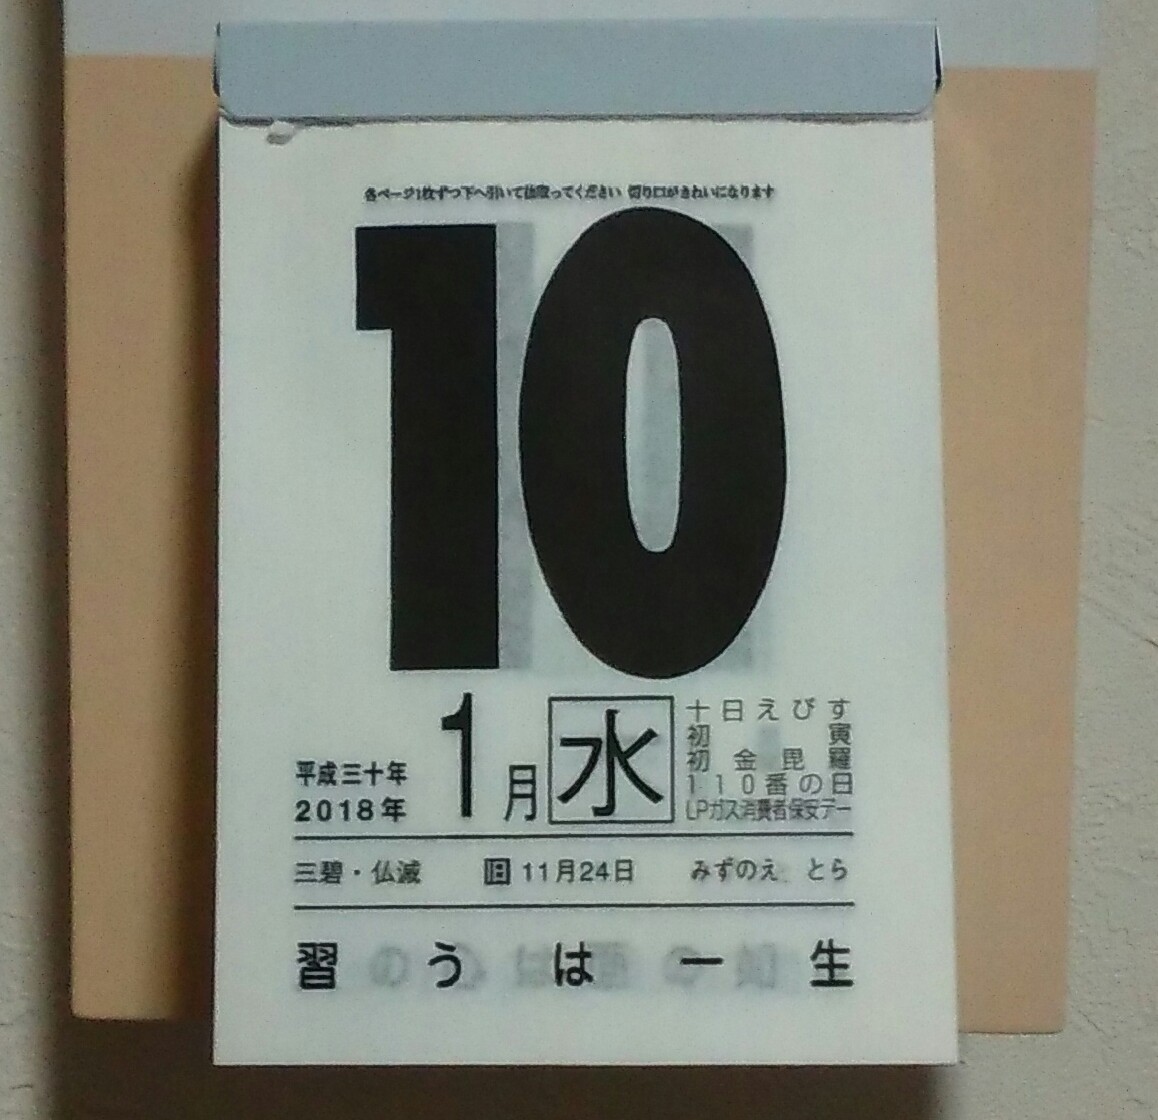 各ページ1枚ずつ下へ引いて抜取ってください 切り口がきれいになります
10
平成三十年
2018年
1月
水
十日えびす
初寅
初金毘羅
110番の日
LPガス消費者保安デー
三碧・仏滅 旧11月24日 みずのえ とら
習うは一生